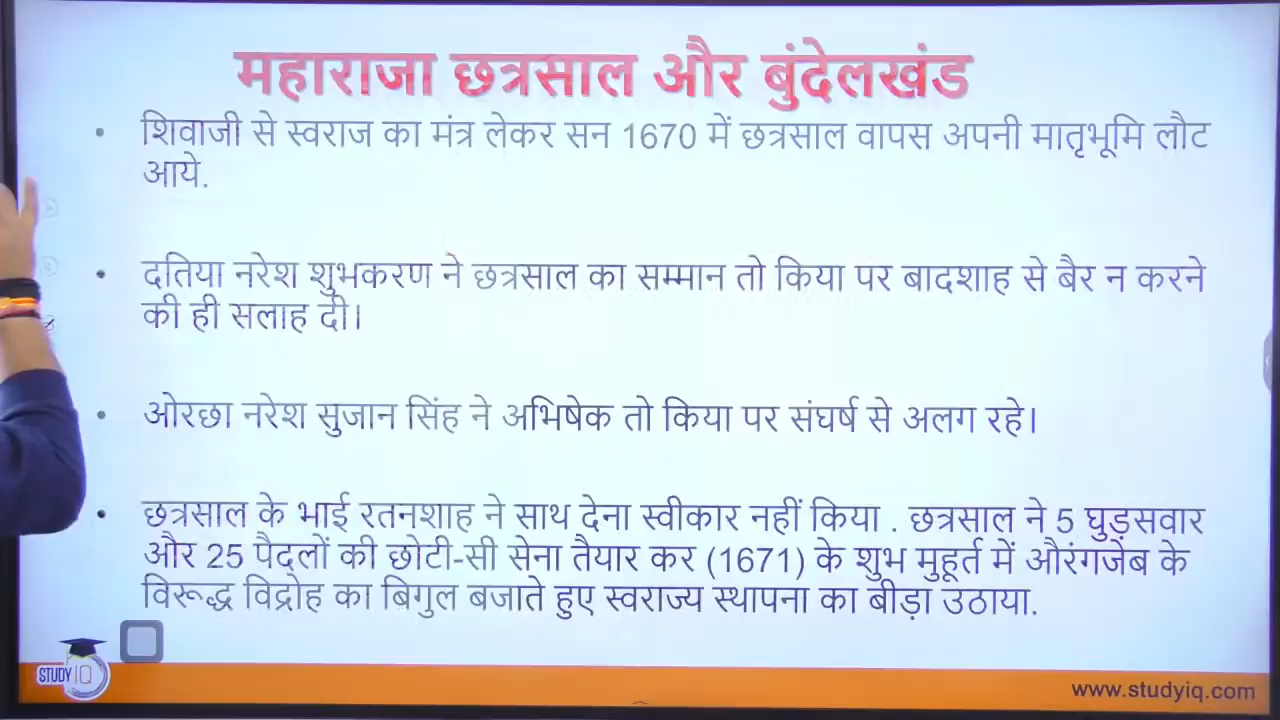 महाराजा छत्रसाल और बुंदेलखंड
• शिवाजी से स्वराज का मंत्र लेकर सन 1670 में छत्रसाल वापस अपनी मातृभूमि लौट
आये.
• दतिया नरेश शुभकरण ने छत्रसाल का सम्मान तो किया पर बादशाह से बैर न करने
की ही सलाह दी।
• ओरछा नरेश सुजान सिंह ने अभिषेक तो किया पर संघर्ष से अलग रहे।
• छत्रसाल के भाई रतनशाह ने साथ देना स्वीकार नहीं किया . छत्रसाल ने 5 घुड़सवार
और 25 पैदलों की छोटी-सी सेना तैयार कर (1671) के शुभ मुहूर्त में औरंगजेब के
विरूद्ध विद्रोह का बिगुल बजाते हुए स्वराज्य स्थापना का बीड़ा उठाया.
STUDY IQ
www.studyiq.com